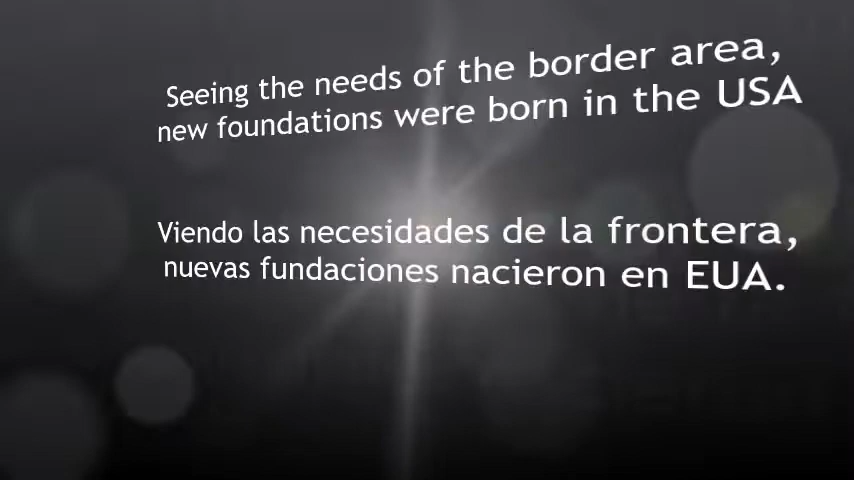 Seeing the needs of the border area,
new foundations were born in the USA
Viendo las necesidades de la frontera,
nuevas fundaciones nacieron en EUA.